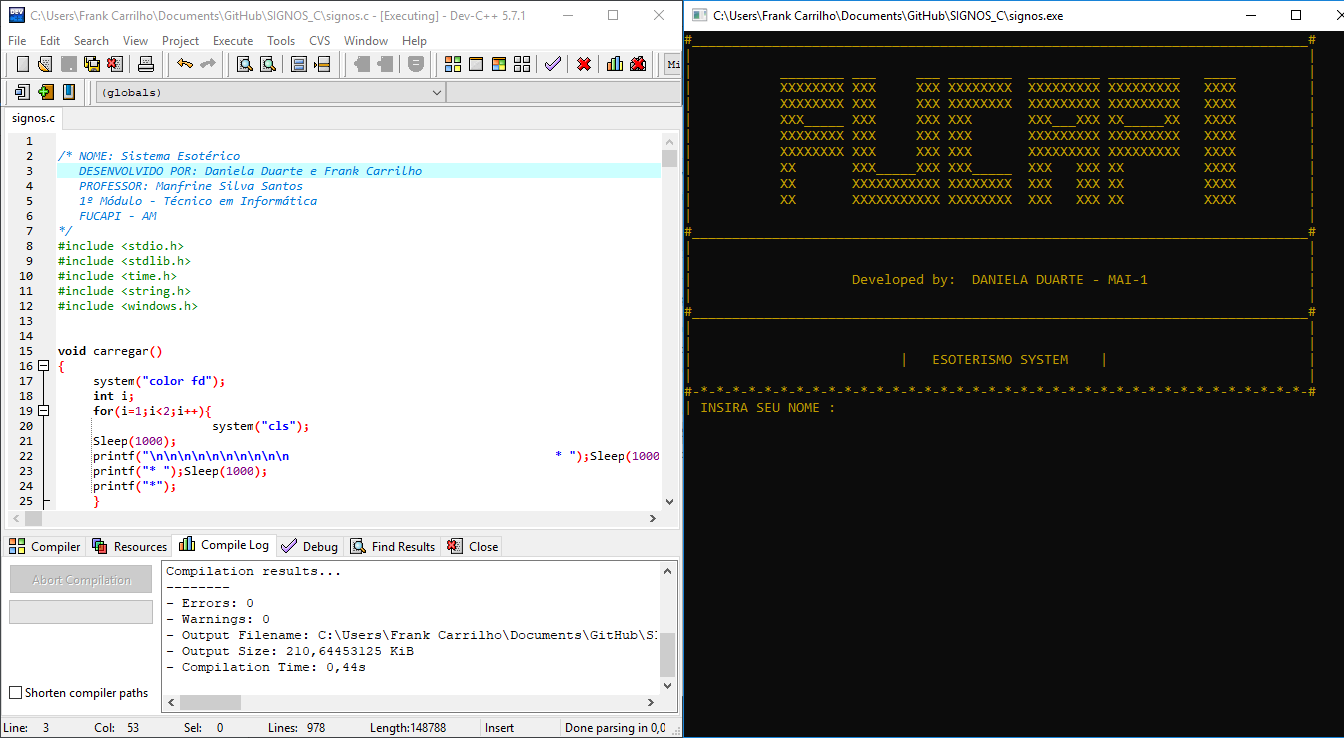 C:\Users\Frank Carrilho\Documents\GitHub\SIGNOS_C\signos.c - [Executing] - Dev-C++ 5.7.1
File Edit Search View Project Execute Tools CVS Window Help
Mi
(globals)
signos.c
1
2 /* NOME: Sistema Esotérico
3 DESENVOLVIDO POR: Daniela Duarte e Frank Carrilho
4 PROFESSOR: Manfrine Silva Santos
5 1º Módulo - Técnico em Informática
6 FUCAPI - AM
7 */
8 #include <stdio.h>
9 #include <stdlib.h>
10 #include <time.h>
11 #include <string.h>
12 #include <windows.h>
13
14
15 void carregar()
16 {
17 system("color fd");
18 int i;
19 for(i=1;i<2;i++){
20 system("cls");
21 Sleep(1000);
22 printf("\n\n\n\n\n\n\n\n\n\n * ");Sleep(1000
23 printf("* ");Sleep(1000);
24 printf("*");
25 }
Compiler Resources Compile Log Debug Find Results Close
Abort Compilation
Shorten compiler paths
Compilation results...
--------
- Errors: 0
- Warnings: 0
- Output Filename: C:\Users\Frank Carrilho\Documents\GitHub\SI
- Output Size: 210,64453125 KiB
- Compilation Time: 0,44s
Line: 3 Col: 53 Sel: 0 Lines: 978 Length:148788 Insert Done parsing in 0,0
C:\Users\Frank Carrilho\Documents\GitHub\SIGNOS_C\signos.exe
FUCAPI
Developed by: DANIELA DUARTE - MAI-1
| ESOTERISMO SYSTEM |
#-*-*-*-*-*-*-*-*-*-*-*-*-*-*-*-*-*-*-*-*-*-*-*-*-*-*-*-*-*-*-*-*-*-*-*-*-*-*-#
| INSIRA SEU NOME :